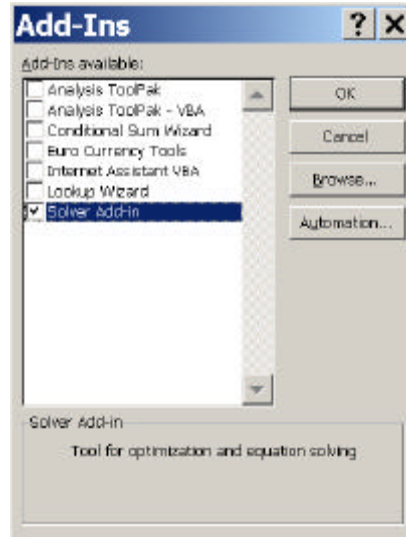 Add-Ins
Add-Ins available:
Analysis ToolPak
Analysis ToolPak - VBA
Conditional Sum Wizard
Euro Currency Tools
Internet Assistant VBA
Lookup Wizard
Solver Add-in
OK
Cancel
Browse...
Automation...
Solver Add-in
Tool for optimization and equation solving